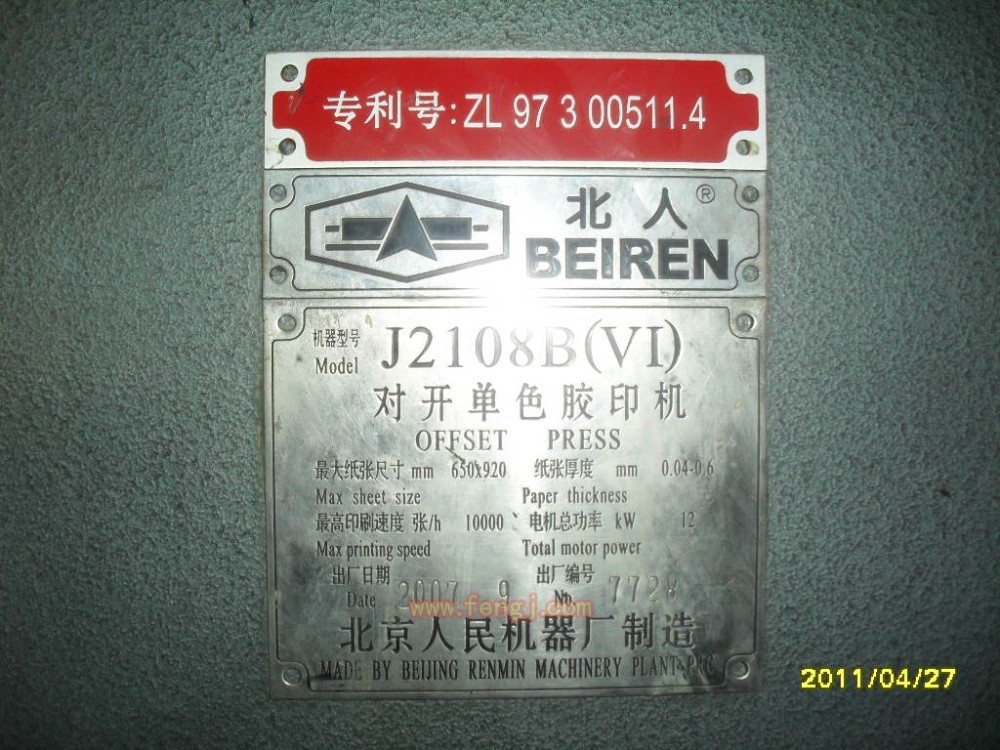 专利号:ZL 97 3 00511.4
北人®
BEIREN
机器型号
Model J2108B(VI)
对开单色胶印机
OFFSET PRESS
最大纸张尺寸 mm 650x920 纸张厚度 mm 0.04-0.6
Max sheet size Paper thickness
最高印刷速度 张/h 10000 电机总功率 kW 12
Max printing speed Total motor power
出厂日期 2007 9 出厂编号
Date No.
www.fengj.com
北京人民机器厂制造
MADE BY BEIJING RENMIN MACHINERY PLANT P.R.C
2011/04/27